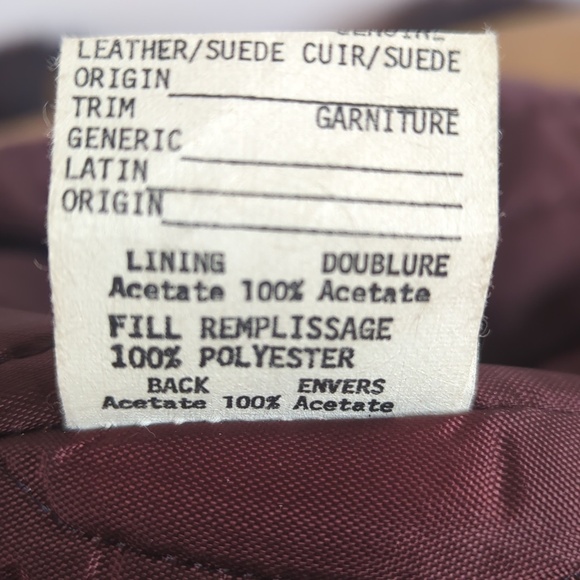 LEATHER/SUEDE CUIR/SUEDE
ORIGIN
TRIM GARNITURE
GENERIC
LATIN
ORIGIN
LINING DOUBLURE
Acetate 100% Acetate
FILL REMPLISSAGE
100% POLYESTER
BACK ENVERS
Acetate 100% Acetate